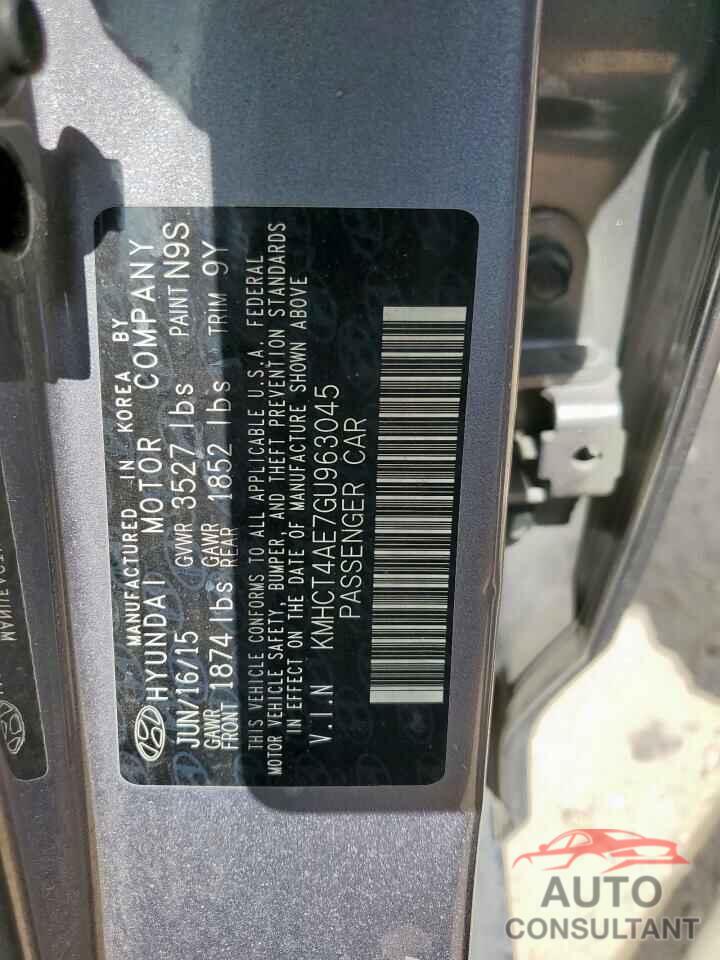 MANUFACTURED IN KOREA BY
HYUNDAI MOTOR COMPANY
JUN/16/15 GVWR 3527 lbs PAINT N9S
GAWR FRONT 1874 lbs GAWR REAR 1852 lbs TRIM 9Y
THIS VEHICLE CONFORMS TO ALL APPLICABLE U.S.A. FEDERAL
MOTOR VEHICLE SAFETY, BUMPER, AND THEFT PREVENTION STANDARDS
IN EFFECT ON THE DATE OF MANUFACTURE SHOWN ABOVE
V.I.N KMHCT4AE7GU963045
PASSENGER CAR
AUTO
CONSULTANT